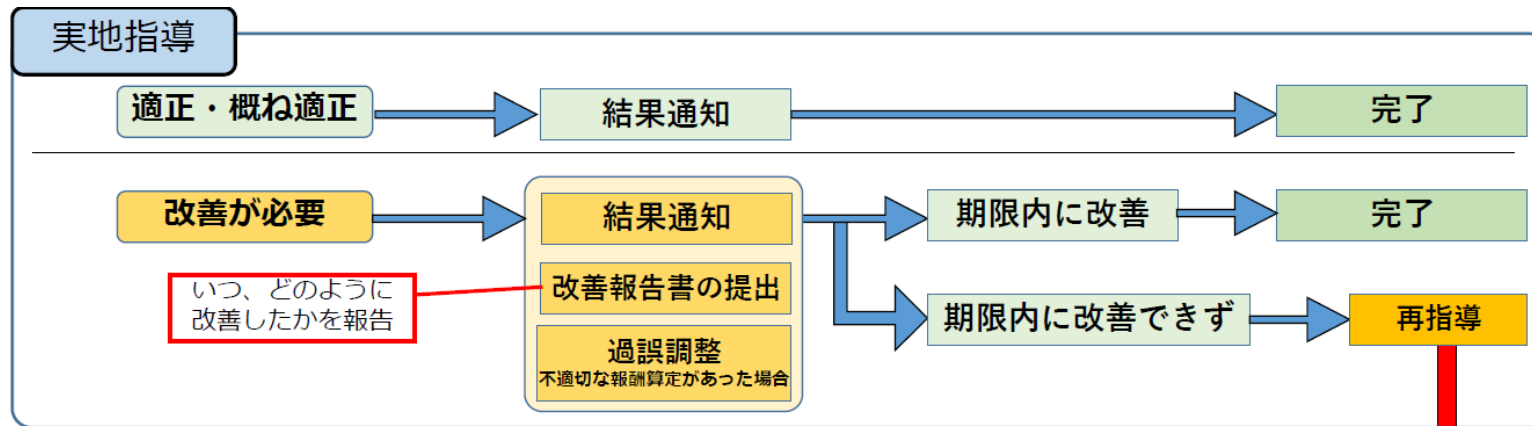 実地指導
適正・概ね適正
結果通知
完了
改善が必要
結果通知
期限内に改善
完了
いつ、どのように
改善したかを報告
改善報告書の提出
期限内に改善できず
再指導
過誤調整
不適切な報酬算定があった場合